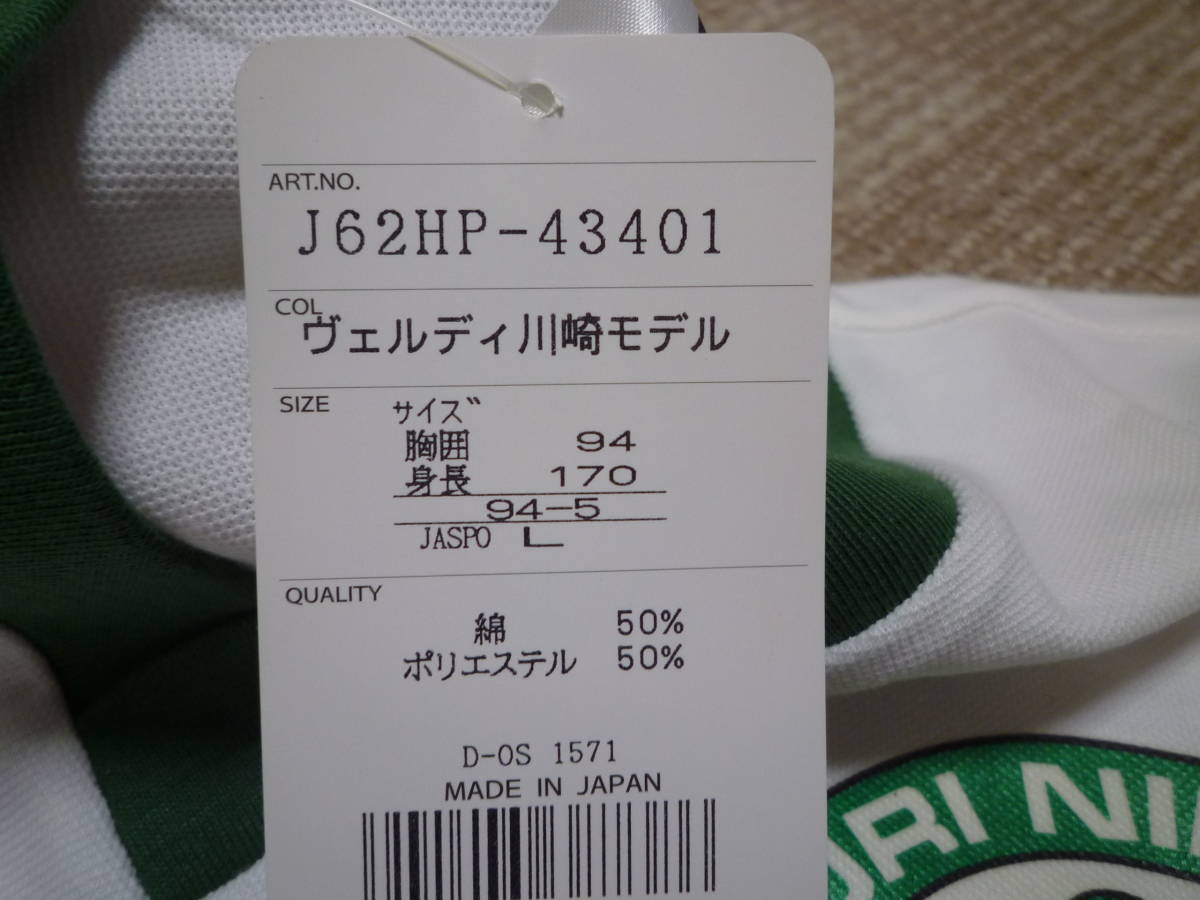 ART.NO.
J62HP-43401
COL
ヴェルディ川崎モデル
SIZE
サイズ
胸囲 94
身長 170
94-5
JASPO L
QUALITY
綿 50%
ポリエステル 50%
D-OS 1571
MADE IN JAPAN
URI NI